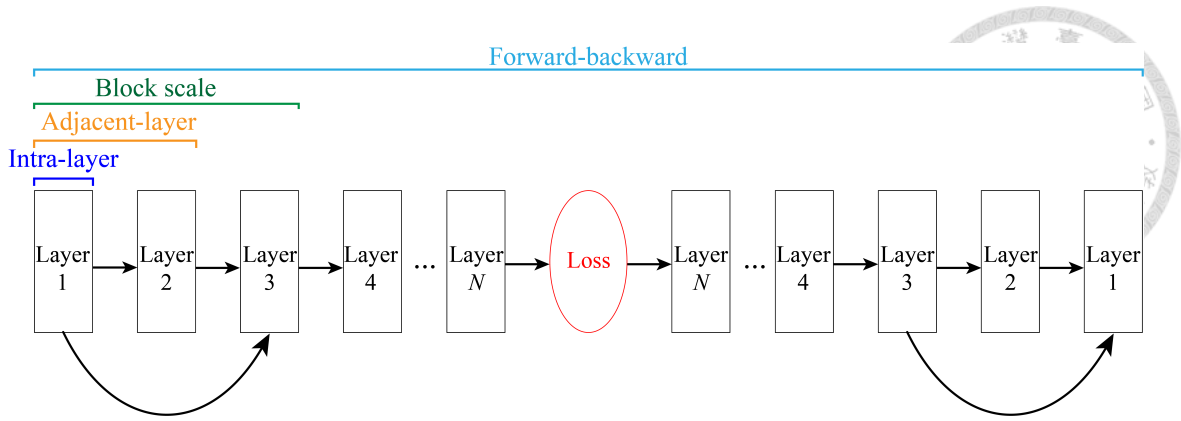 Forward-backward
Block scale
Adjacent-layer
Intra-layer
Layer
1
Layer
2
Layer
3
Layer
4
...
Layer
N
Loss
Layer
N
...
Layer
4
Layer
3
Layer
2
Layer
1